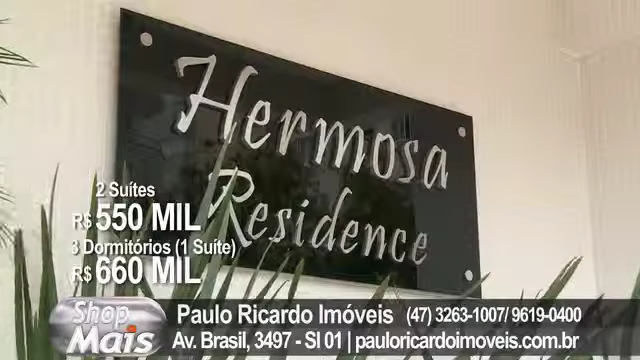 Hermosa
Residence
2 Suítes
R$ 550 MIL
3 Dormitórios (1 Suíte)
R$ 660 MIL
Shop
Mais
Paulo Ricardo Imóveis (47) 3263-1007/ 9619-0400
Av. Brasil, 3497 - Sl 01 | pauloricardoimoveis.com.br